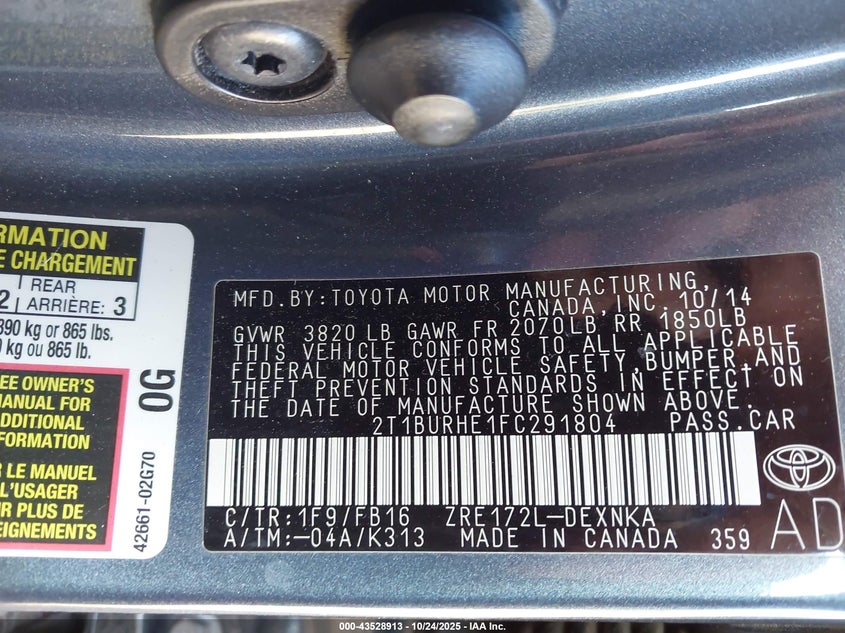 RMATION
E CHARGEMENT
2
REAR
ARRIÈRE: 3
390 kg or 865 lbs.
kg ou 865 lb.
EE OWNER'S
MANUAL FOR
ADDITIONAL
FORMATION
R LE MANUEL
L'USAGER
R PLUS DE
SIGNEMENTS
0G
42661-02G70
MFD.BY:TOYOTA MOTOR MANUFACTURING,
CANADA,INC. 10/14
GVWR 3820 LB GAWR FR 2070LB RR 1850LB
THIS VEHICLE CONFORMS TO ALL APPLICABLE
FEDERAL MOTOR VEHICLE SAFETY,BUMPER,AND
THEFT PREVENTION STANDARDS IN EFFECT ON
THE DATE OF MANUFACTURE SHOWN ABOVE.
2T1BURHE1FC291804 PASS.CAR
C/TR:1F9/FB16 ZRE172L-DEXNKA
A/TM:-04A/K313 MADE IN CANADA 359
AD
TOYOTA
000-43528913 - 10/24/2025 - IAA Inc.